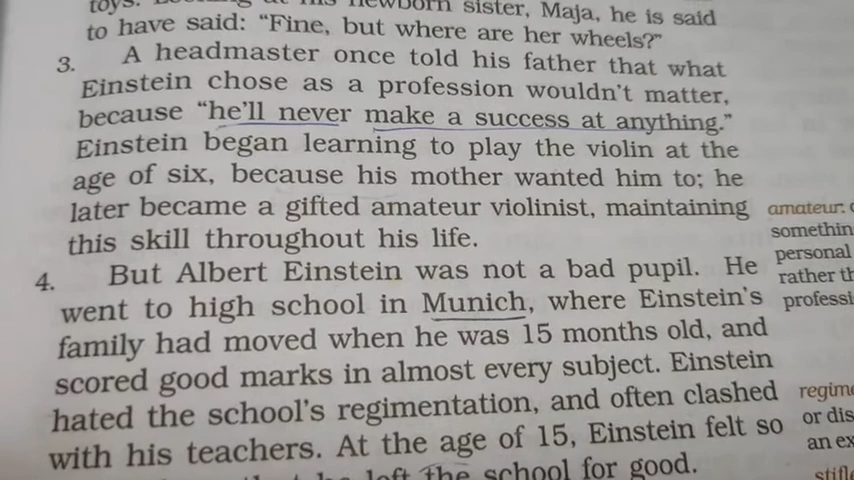 toys. at his newborn sister, Maja, he is said
to have said: "Fine, but where are her wheels?"
3. A headmaster once told his father that what
Einstein chose as a profession wouldn't matter,
because "he'll never make a success at anything."
Einstein began learning to play the violin at the
age of six, because his mother wanted him to; he
later became a gifted amateur violinist, maintaining
this skill throughout his life.
4. But Albert Einstein was not a bad pupil. He
went to high school in Munich, where Einstein's
family had moved when he was 15 months old, and
scored good marks in almost every subject. Einstein
hated the school's regimentation, and often clashed
with his teachers. At the age of 15, Einstein felt so
he left the school for good.
amateur:
somethin
personal
rather th
professi
regime
or dis
an ex
stifle